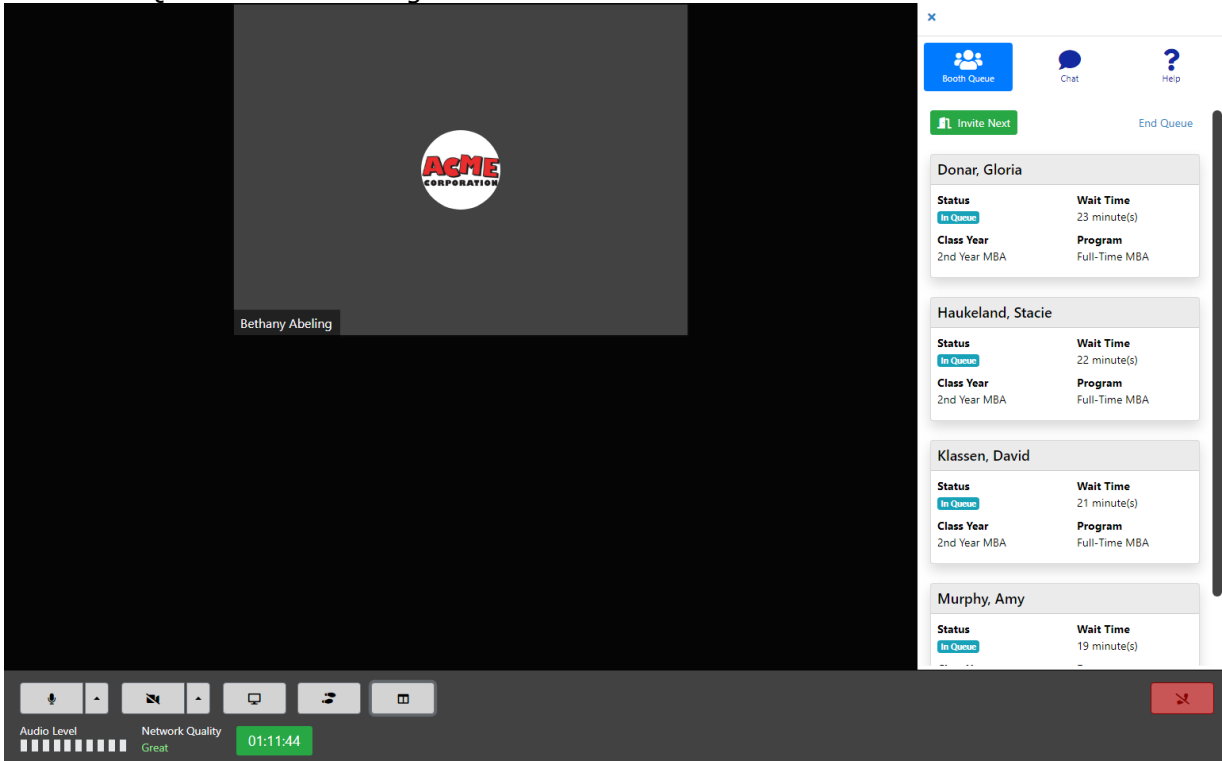 ×
Booth Queue
Chat
?
Help
Invite Next
End Queue
ACME
CORPORATION
Bethany Abeling
Donar, Gloria
Status Wait Time
In Queue 23 minute(s)
Class Year Program
2nd Year MBA Full-Time MBA
Haukeland, Stacie
Status Wait Time
In Queue 22 minute(s)
Class Year Program
2nd Year MBA Full-Time MBA
Klassen, David
Status Wait Time
In Queue 21 minute(s)
Class Year Program
2nd Year MBA Full-Time MBA
Murphy, Amy
Status Wait Time
In Queue 19 minute(s)
Audio Level Network Quality
Great
01:11:44